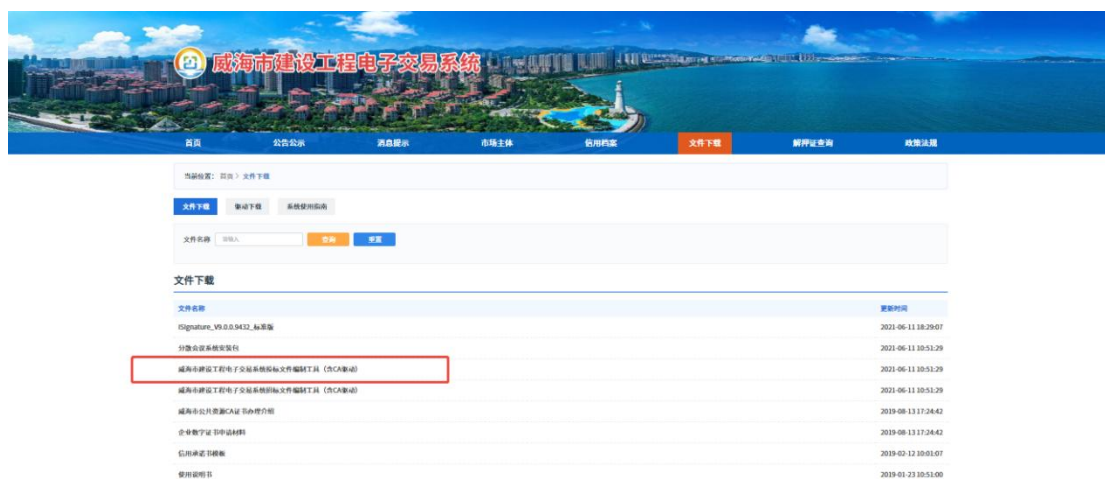 威海市建设工程电子交易系统
首页 公告公示 消息提示 市场主体 信用档案 文件下载 解押证查询 政策法规
当前位置：首页 > 文件下载
文件下载 驱动下载 系统使用指南
文件名称 请输入 查询 重置
文件下载
文件名称 更新时间
iSignature_V9.0.0.9432_标准版 2021-06-11 18:29:07
分散会议系统安装包 2021-06-11 10:51:29
威海市建设工程电子交易系统投标文件编制工具（含CA驱动） 2021-06-11 10:51:29
威海市建设工程电子交易系统招标文件编制工具（含CA驱动） 2021-06-11 10:51:29
威海市公共资源CA证书办理介绍 2019-08-13 17:24:42
企业数字证书申请材料 2019-08-13 17:24:42
信用承诺书模板 2019-02-12 10:01:07
使用说明书 2019-01-23 10:51:00